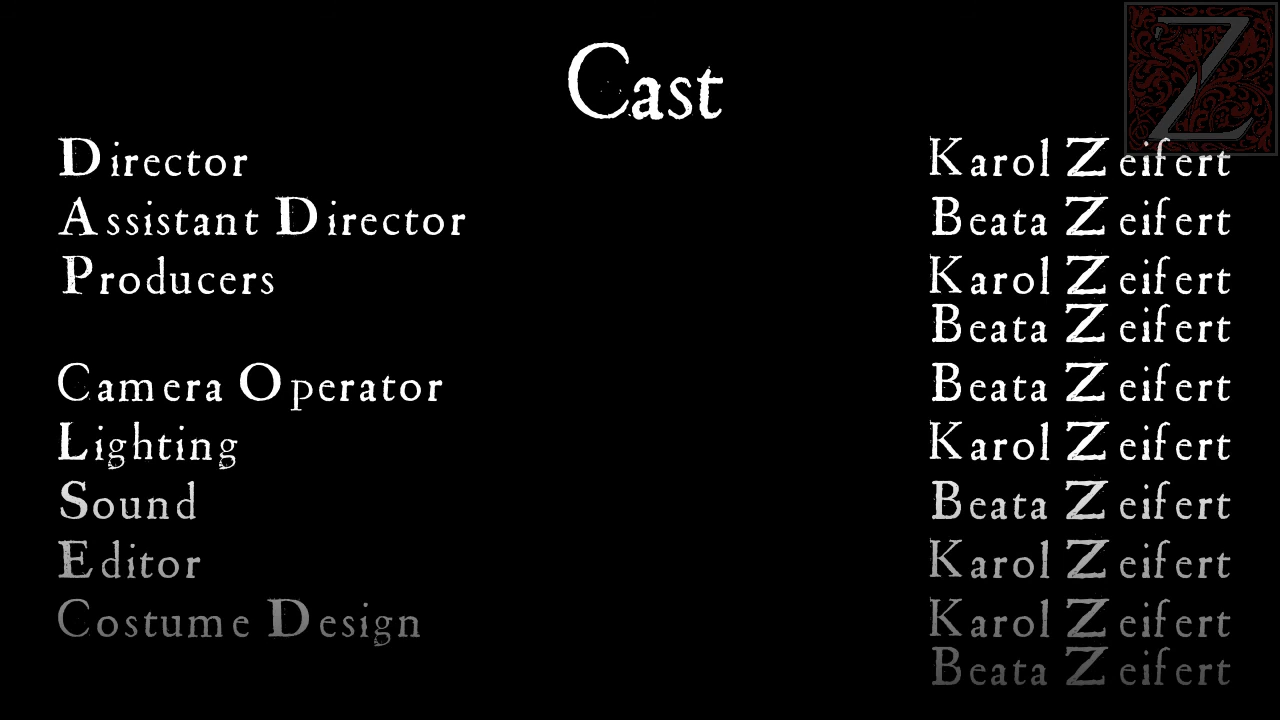 Z
Cast
Director Karol Zeifert
Assistant Director Beata Zeifert
Producers Karol Zeifert
Beata Zeifert
Camera Operator Beata Zeifert
Lighting Karol Zeifert
Sound Beata Zeifert
Editor Karol Zeifert
Costume Design Karol Zeifert
Beata Zeifert